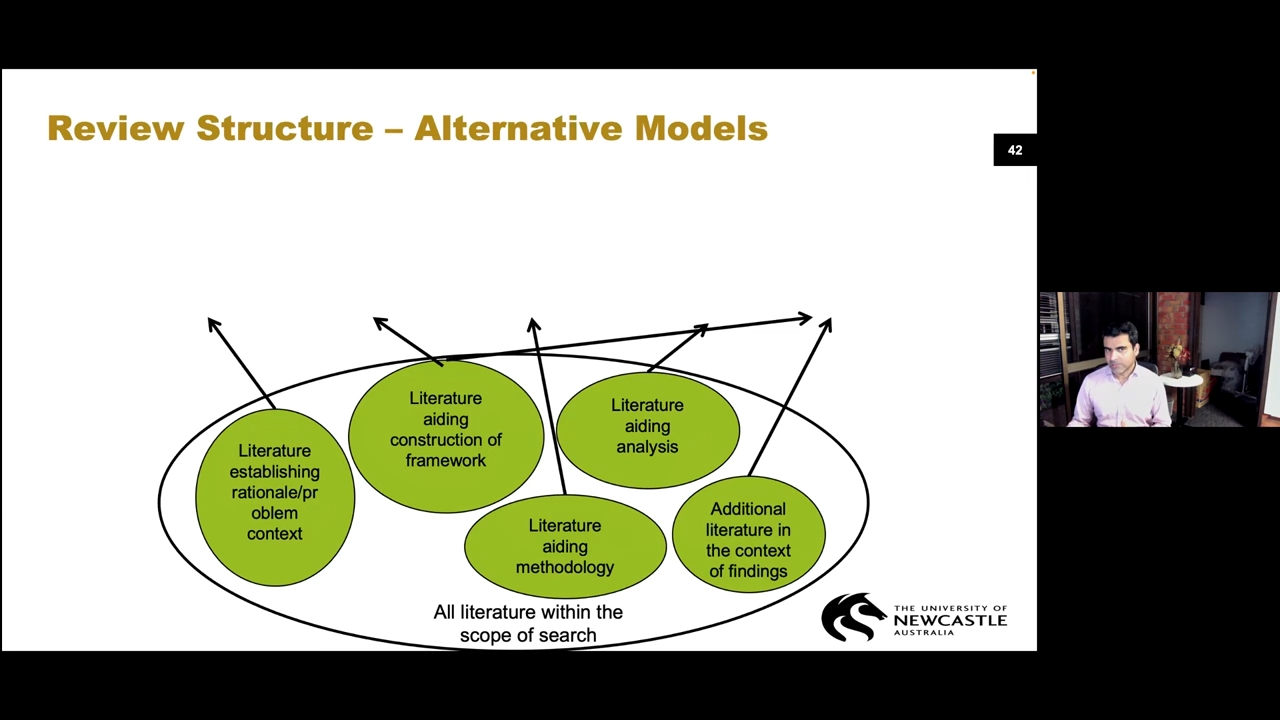 Review Structure – Alternative Models
42
Literature
establishing
rationale/pr
oblem
context
Literature
aiding
construction of
framework
Literature
aiding
analysis
Literature
aiding
methodology
Additional
literature in
the context
of findings
All literature within the
scope of search
THE UNIVERSITY OF
NEWCASTLE
AUSTRALIA